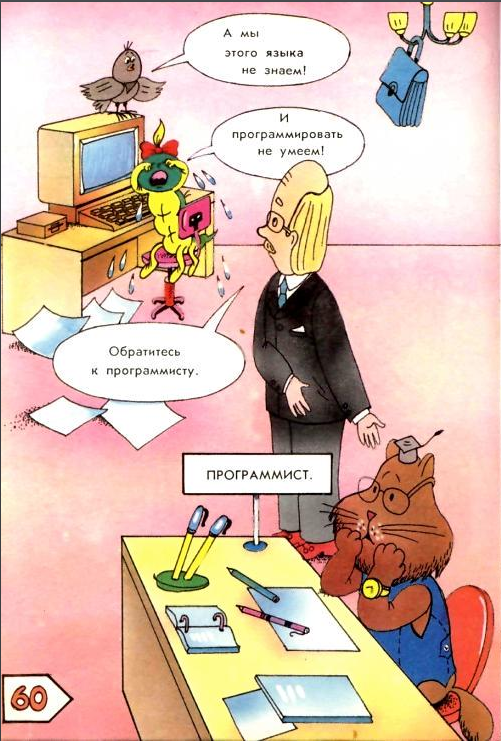 А мы
этого языка
не знаем!
И
программировать
не умеем!
Обратитесь
к программисту.
ПРОГРАММИСТ.
60